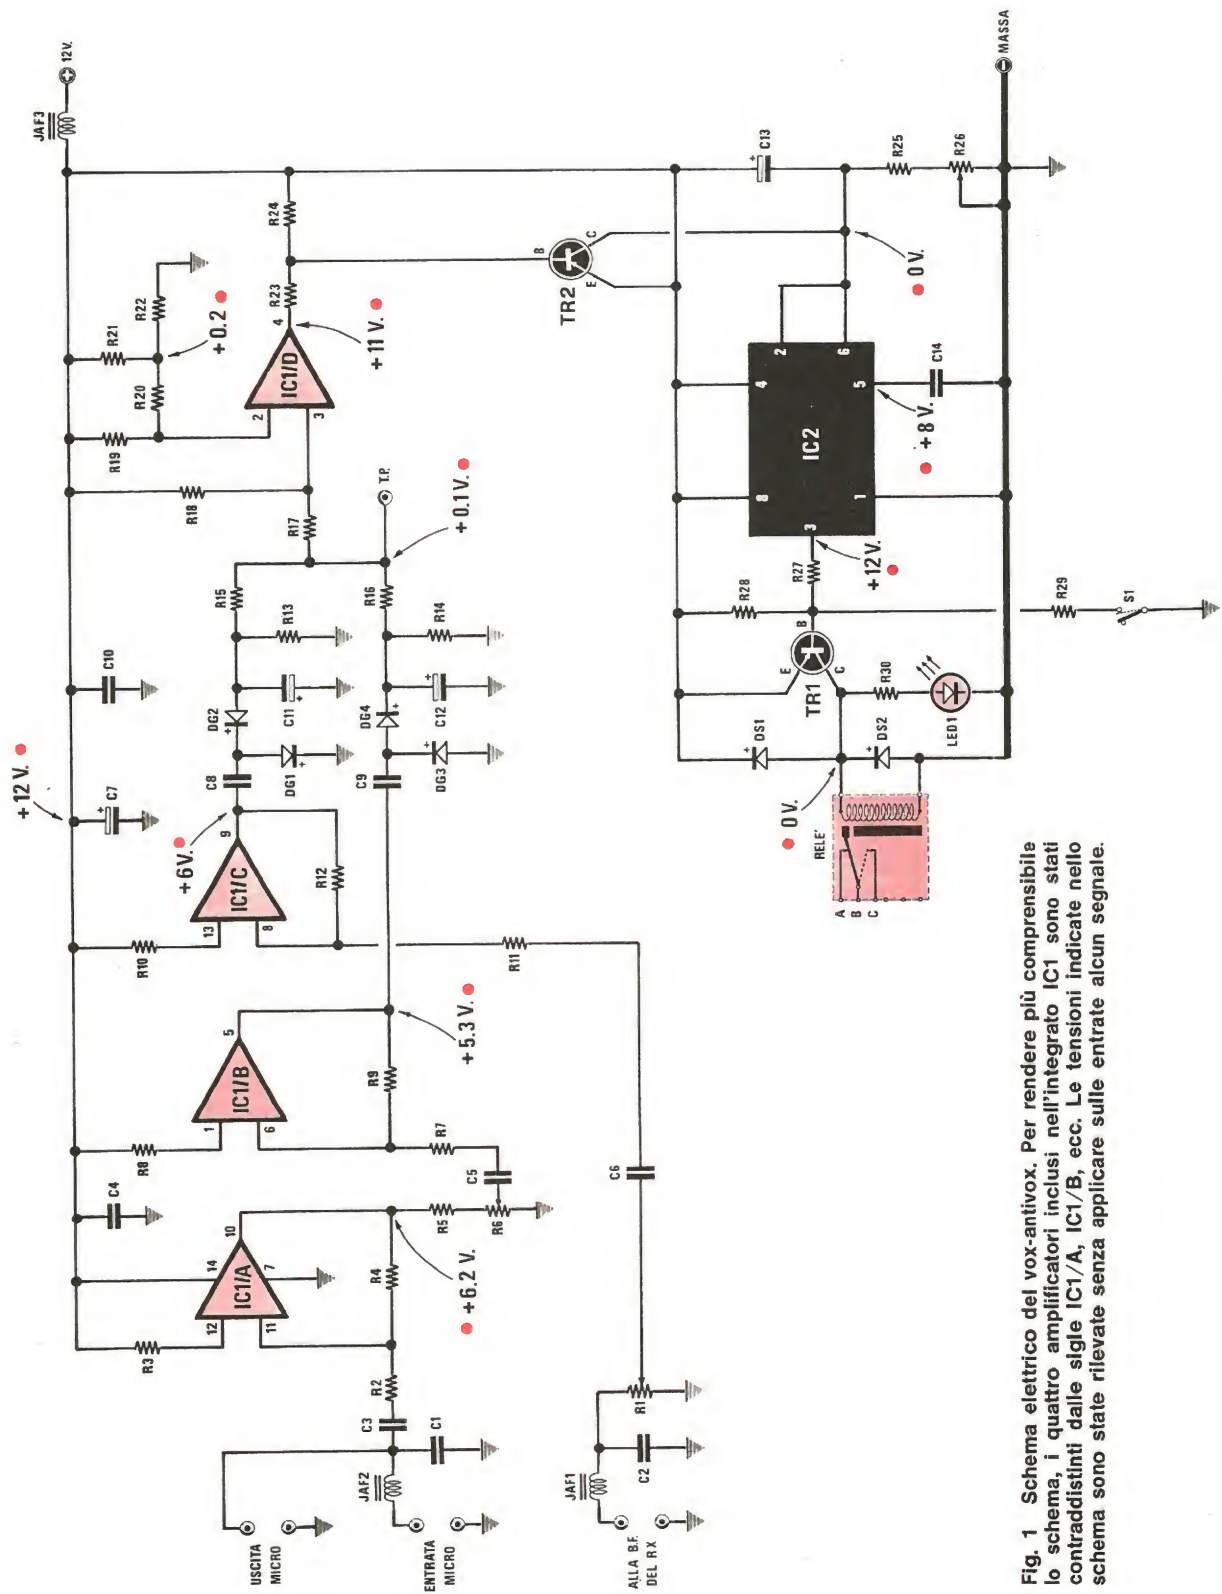 USCITA
MICRO
ENTRATA
MICRO
JAF2
C3
C1
R2
ALLA B.F.
DEL RX
JAF1
C2
R1
R3
12
11
14
7
10
IC1/A
R4
+6.2 V.
C4
R5
R6
C5
R7
R8
1
6
5
IC1/B
R9
+5.3 V.
C6
R10
13
8
9
IC1/C
R12
R11
+6V.
+12 V.
C7
C10
C8
DG1
DG2
C11
R13
R15
C9
DG3
DG4
C12
R14
R16
T.P.
+0.1 V.
R17
R18
R19
R20
R21
R22
+0.2
2
3
4
IC1/D
+11 V.
R23
R24
JAF3
12V.
TR2
B
C
E
C13
0 V.
R25
R26
MASSA
IC2
8
4
2
6
3
1
5
+8 V.
C14
+12V.
R27
R28
TR1
E
B
C
R29
S1
R30
LED1
DS1
DS2
0V.
RELE'
A
B
C
Fig. 1 Schema elettrico del vox-antivox. Per rendere più comprensibile
lo schema, i quattro amplificatori inclusi nell'integrato IC1 sono stati
contraddistinti dalle sigle IC1/A, IC1/B, ecc. Le tensioni indicate nello
schema sono state rilevate senza applicare sulle entrate alcun segnale.